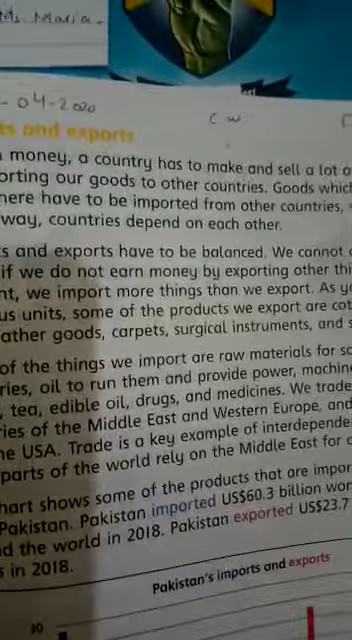 Ms. Maria.
-04-2020
CW
ts and exports
money, a country has to make and sell a lot o
orting our goods to other countries. Goods which
here have to be imported from other countries,
way, countries depend on each other.
ts and exports have to be balanced. We cannot
if we do not earn money by exporting other thi
nt, we import more things than we export. As yo
us units, some of the products we export are cot
ather goods, carpets, surgical instruments, and s
of the things we import are raw materials for so
ries, oil to run them and provide power, machine
, tea, edible oil, drugs, and medicines. We trade
ries of the Middle East and Western Europe, and
he USA. Trade is a key example of interdepende
parts of the world rely on the Middle East for o
hart shows some of the products that are impor
Pakistan. Pakistan imported US$60.3 billion wor
d the world in 2018. Pakistan exported US$23.7
s in 2018.
Pakistan's imports and exports
30